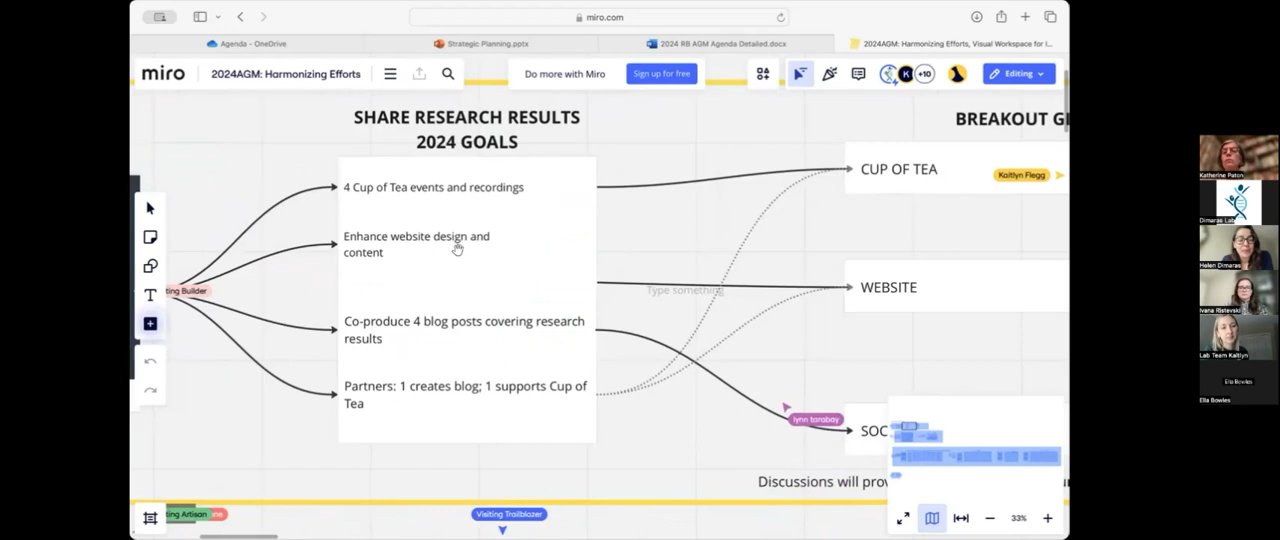 miro.com
Agenda - OneDrive
Strategic Planning.pptx
2024 RB AGM Agenda Detailed.docx
2024AGM: Harmonizing Efforts, Visual Workspace for I...
miro
2024AGM: Harmonizing Efforts
Do more with Miro
Sign up for free
K
+10
Editing
SHARE RESEARCH RESULTS
2024 GOALS
BREAKOUT G
4 Cup of Tea events and recordings
CUP OF TEA
Kaitlyn Flegg
Enhance website design and
content
ting Builder
Type something
WEBSITE
Co-produce 4 blog posts covering research
results
Partners: 1 creates blog; 1 supports Cup of
Tea
lynn tarabay
SOC
Discussions will prov
ting Artisan
Visiting Trailblazer
33%
Katherine Paton
Dimaras Lab
Helen Dimaras
Ivana Ristevski
Lab Team Kaitlyn
Ella Bowles
Ella Bowles